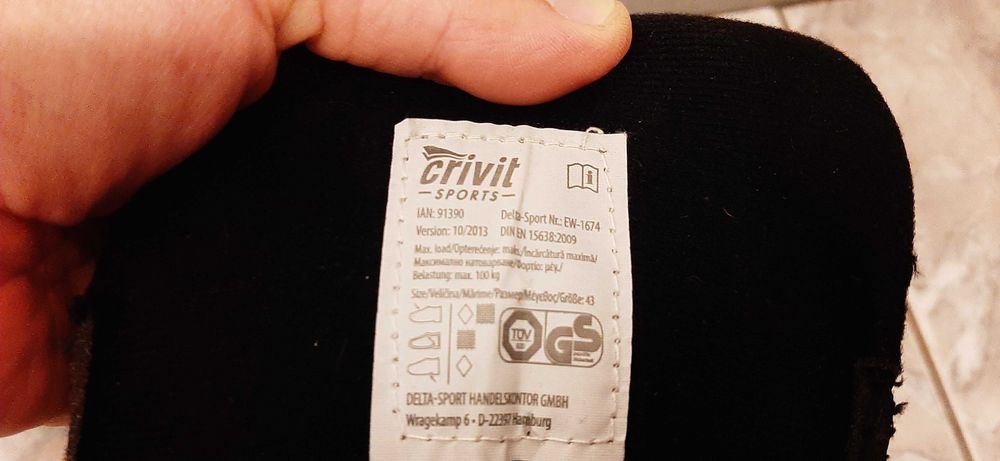 crivit
SPORTS
IAN: 91390 Delta-Sport Nr.: EW-1674
Version: 10/2013 DIN EN 15638:2009
Max. load/Opterećenje: maks./Încărcătură maximă/
Максимално натоварване/Φορτίο: μέγ./
Belastung: max. 100 kg
Size/Veličina/Mărime/Размер/Μέγεθος/Größe: 43
TÜV
GS
DELTA-SPORT HANDELSKONTOR GMBH
Wragekamp 6 • D-22397 Hamburg